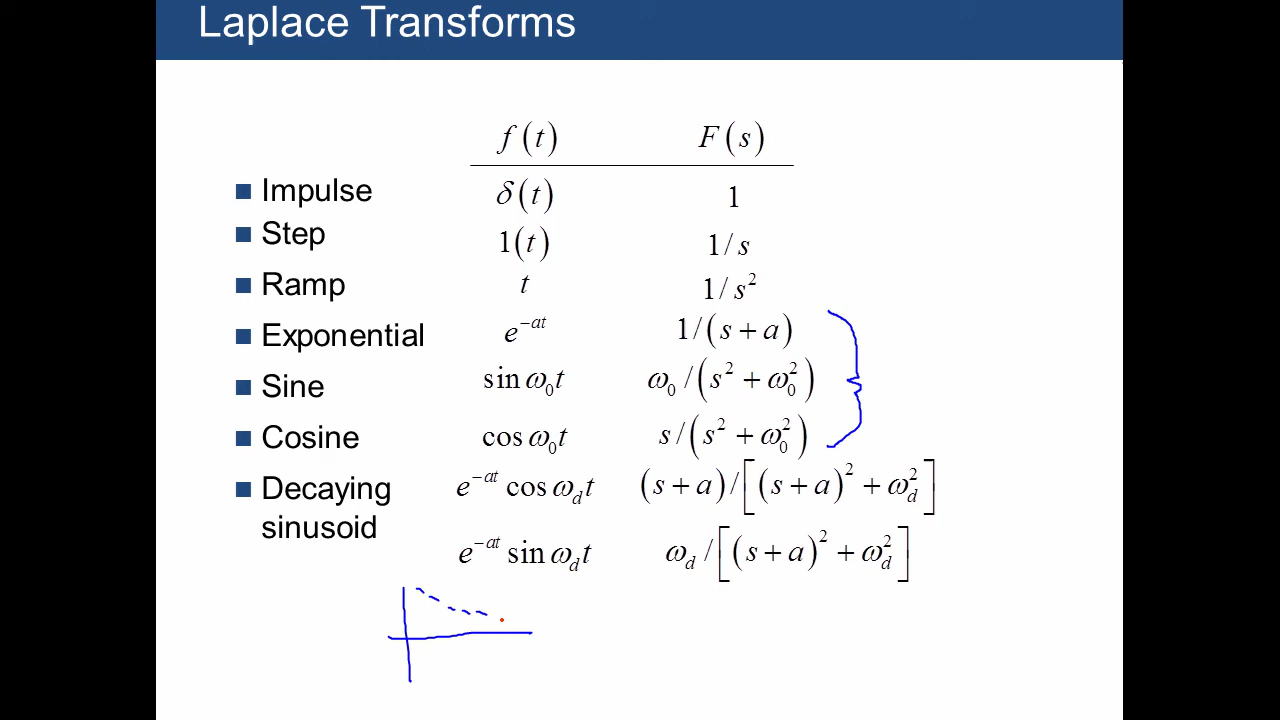 Laplace Transforms
f(t) F(s)
■ Impulse δ(t) 1
■ Step 1(t) 1/s
■ Ramp t 1/s²
■ Exponential e^{-at} 1/(s+a)
■ Sine sin ω₀t ω₀/(s²+ω₀²)
■ Cosine cos ω₀t s/(s²+ω₀²)
■ Decaying e^{-at} cos ω_d t (s+a)/[(s+a)²+ω_d²]
sinusoid
e^{-at} sin ω_d t ω_d/[(s+a)²+ω_d²]